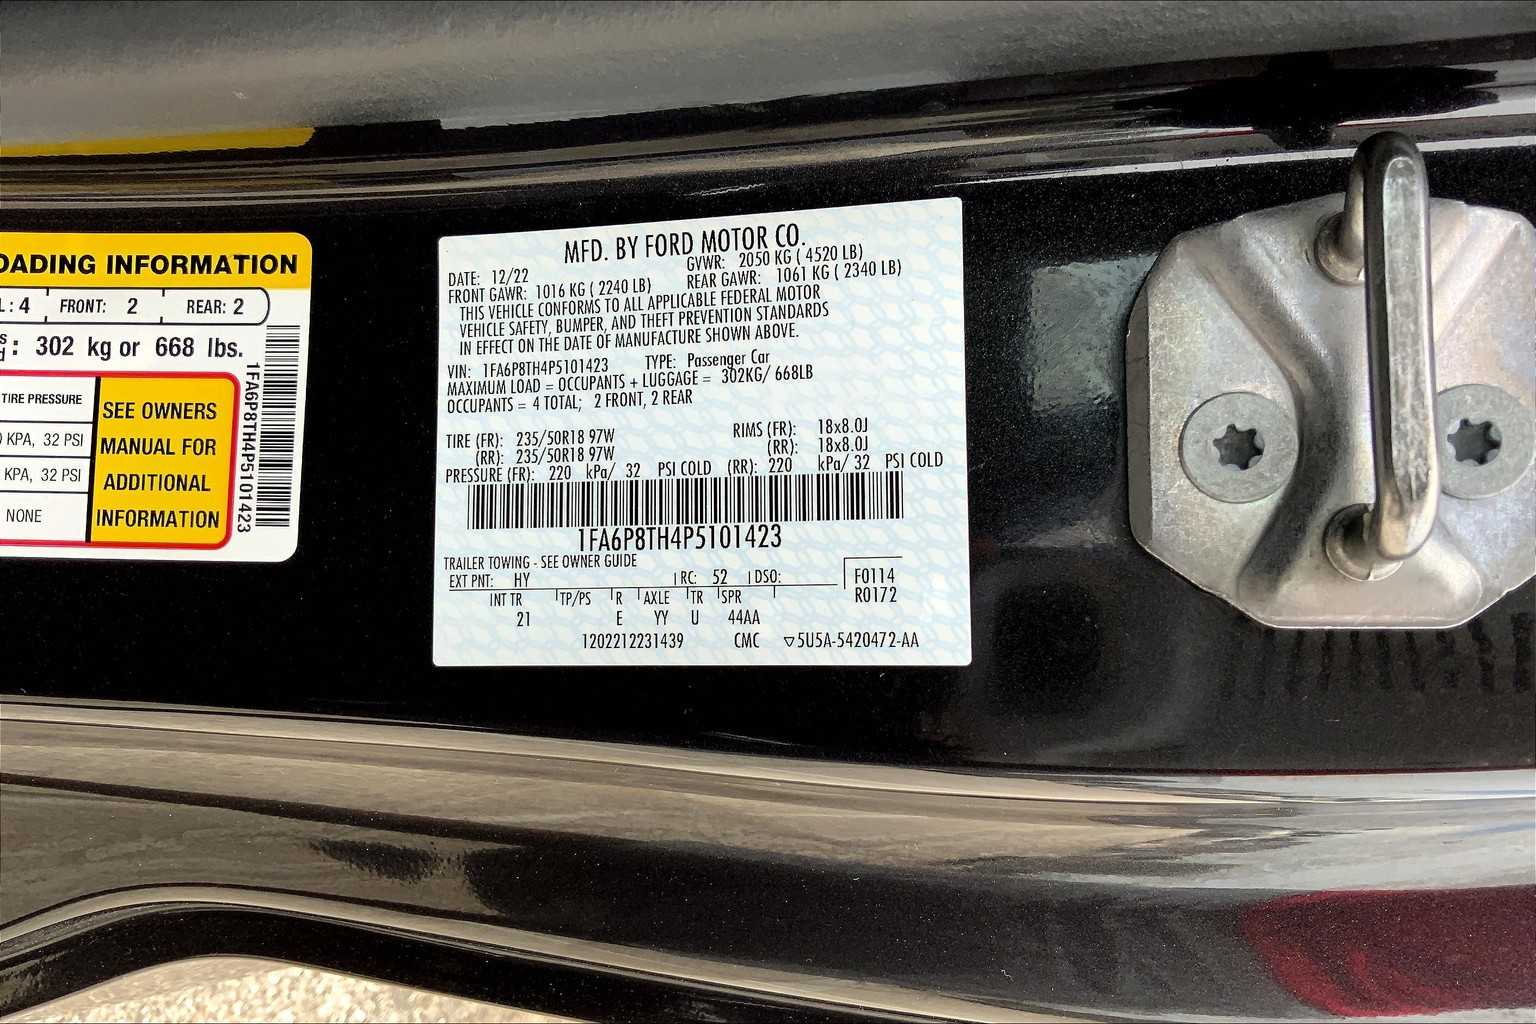 LOADING INFORMATION
L: 4 FRONT: 2 REAR: 2
: 302 kg or 668 lbs.
TIRE PRESSURE
KPA, 32 PSI
KPA, 32 PSI
NONE
SEE OWNERS
MANUAL FOR
ADDITIONAL
INFORMATION
1FA6P8TH4P5101423
MFD. BY FORD MOTOR CO.
DATE: 12/22 GVWR: 2050 KG ( 4520 LB)
FRONT GAWR: 1016 KG ( 2240 LB) REAR GAWR: 1061 KG ( 2340 LB)
THIS VEHICLE CONFORMS TO ALL APPLICABLE FEDERAL MOTOR
VEHICLE SAFETY, BUMPER, AND THEFT PREVENTION STANDARDS
IN EFFECT ON THE DATE OF MANUFACTURE SHOWN ABOVE.
VIN: 1FA6P8TH4P5101423 TYPE: Passenger Car
MAXIMUM LOAD = OCCUPANTS + LUGGAGE = 302KG/ 668LB
OCCUPANTS = 4 TOTAL; 2 FRONT, 2 REAR
TIRE (FR): 235/50R18 97W RIMS (FR): 18x8.0J
(RR): 235/50R18 97W (RR): 18x8.0J
PRESSURE (FR): 220 kPa/ 32 PSI COLD (RR): 220 kPa/ 32 PSI COLD
1FA6P8TH4P5101423
TRAILER TOWING - SEE OWNER GUIDE
EXT PNT: HY RC: 52 DSO: F0114
INT TR TP/PS R AXLE TR SPR R0172
21 E YY U 44AA
1202212231439 CMC ▽5U5A-5420472-AA